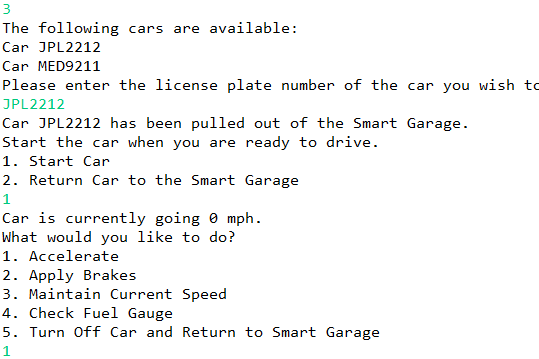 3
The following cars are available:
Car JPL2212
Car MED9211
Please enter the license plate number of the car you wish to
JPL2212
Car JPL2212 has been pulled out of the Smart Garage.
Start the car when you are ready to drive.
1. Start Car
2. Return Car to the Smart Garage
1
Car is currently going 0 mph.
What would you like to do?
1. Accelerate
2. Apply Brakes
3. Maintain Current Speed
4. Check Fuel Gauge
5. Turn Off Car and Return to Smart Garage
1